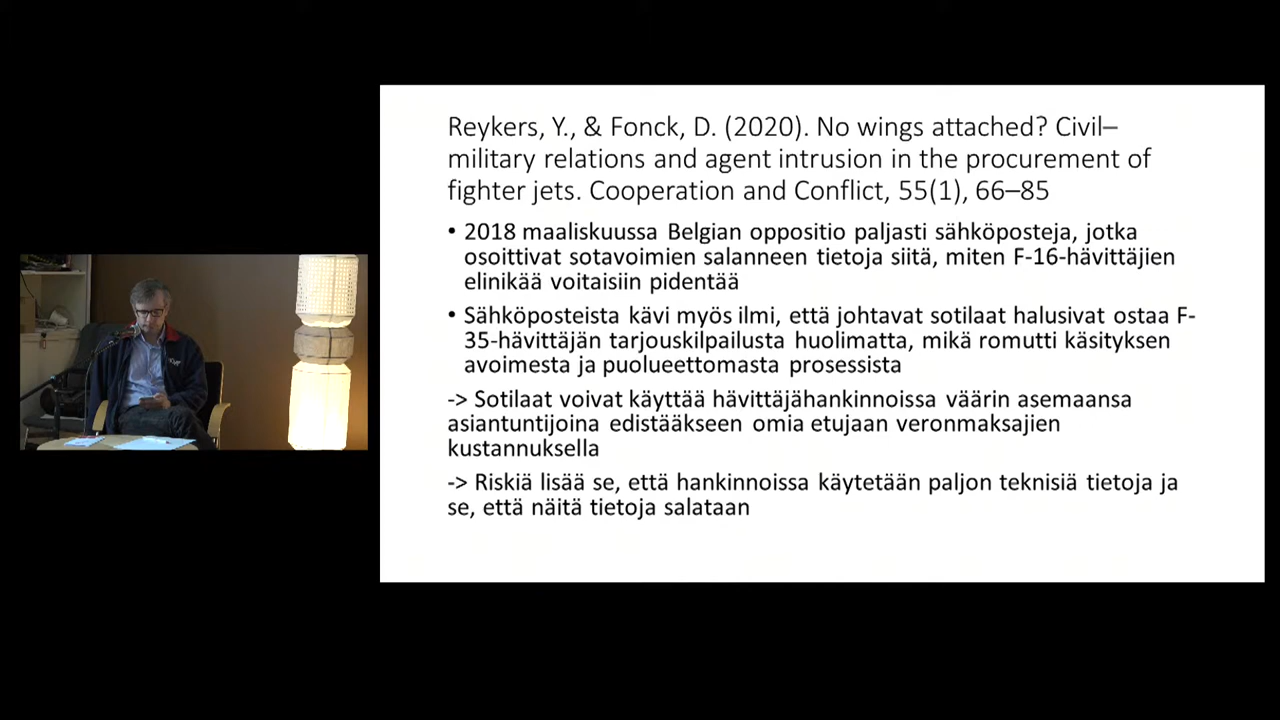 Reykers, Y., & Fonck, D. (2020). No wings attached? Civil–
military relations and agent intrusion in the procurement of
fighter jets. Cooperation and Conflict, 55(1), 66–85
• 2018 maaliskuussa Belgian oppositio paljasti sähköposteja, jotka
osoittivat sotavoimien salanneen tietoja siitä, miten F-16-hävittäjien
elinikää voitaisiin pidentää
• Sähköposteista kävi myös ilmi, että johtavat sotilaat halusivat ostaa F-
35-hävittäjän tarjouskilpailusta huolimatta, mikä romutti käsityksen
avoimesta ja puolueettomasta prosessista
-> Sotilaat voivat käyttää hävittäjähankinnoissa väärin asemaansa
asiantuntijoina edistääkseen omia etujaan veronmaksajien
kustannuksella
-> Riskiä lisää se, että hankinnoissa käytetään paljon teknisiä tietoja ja
se, että näitä tietoja salataan